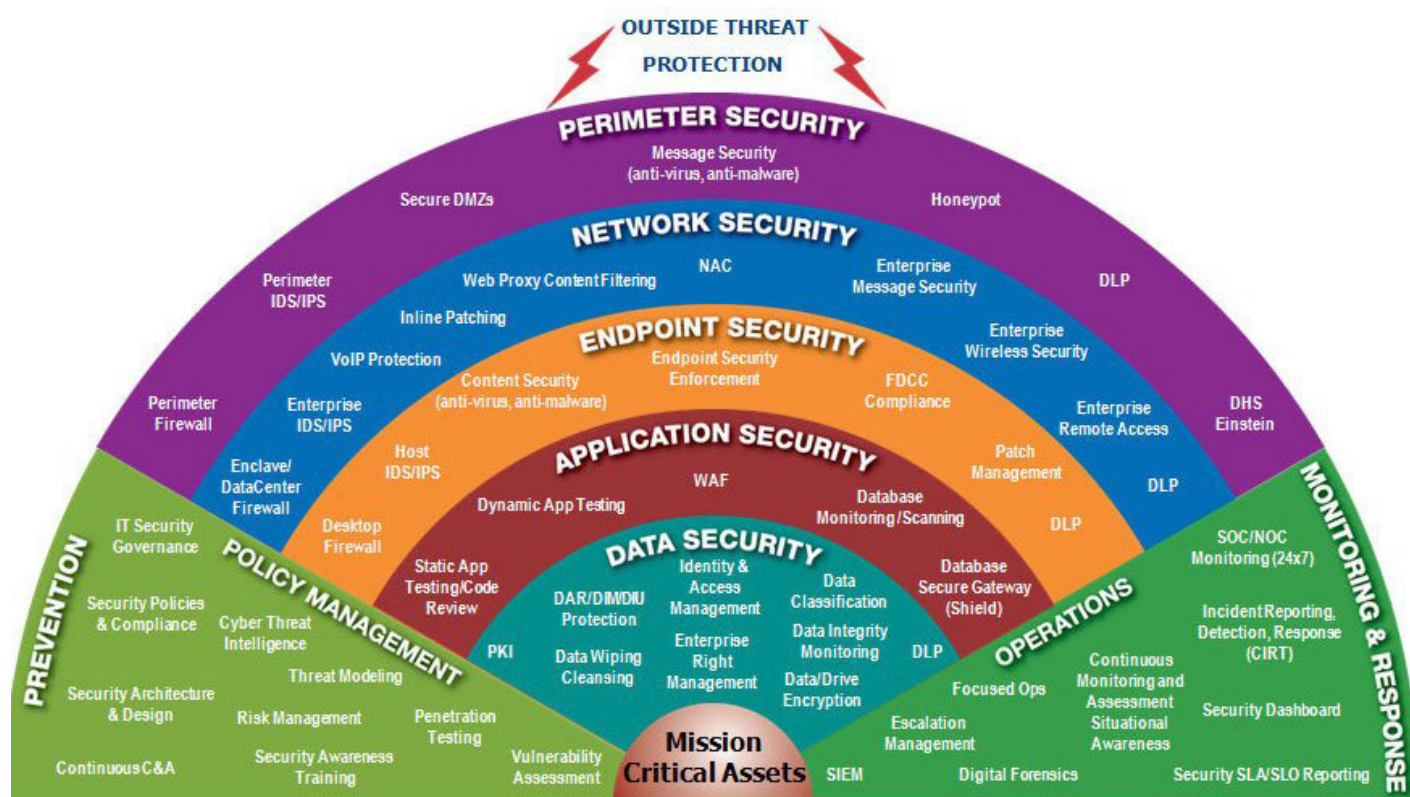 OUTSIDE THREAT
PROTECTION
PERIMETER SECURITY
Message Security
(anti-virus, anti-malware)
Secure DMZs
Honeypot
Perimeter
IDS/IPS
DLP
Perimeter
Firewall
DHS
Einstein
NETWORK SECURITY
NAC
Web Proxy Content Filtering
Enterprise
Message Security
Inline Patching
Enterprise
Wireless Security
VoIP Protection
Enterprise
IDS/IPS
Enterprise
Remote Access
Enclave/
DataCenter
Firewall
DLP
ENDPOINT SECURITY
Endpoint Security
Enforcement
Content Security
(anti-virus, anti-malware)
FDCC
Compliance
Host
IDS/IPS
Patch
Management
Desktop
Firewall
DLP
APPLICATION SECURITY
WAF
Dynamic App Testing
Database
Monitoring/Scanning
Static App
Testing/Code
Review
Database
Secure Gateway
(Shield)
DATA SECURITY
Identity &
Access
Management
DAR/DIM/DIU
Protection
Data
Classification
PKI
Data Wiping
Cleansing
Enterprise
Right
Management
Data Integrity
Monitoring
DLP
Data/Drive
Encryption
Mission
Critical Assets
PREVENTION
POLICY MANAGEMENT
IT Security
Governance
Security Policies
& Compliance
Cyber Threat
Intelligence
Threat Modeling
Security Architecture
& Design
Risk Management
Penetration
Testing
Continuous C&A
Security Awareness
Training
Vulnerability
Assessment
OPERATIONS
MONITORING & RESPONSE
SOC/NOC
Monitoring (24x7)
Incident Reporting,
Detection, Response
(CIRT)
Focused Ops
Continuous
Monitoring and
Assessment
Situational
Awareness
Escalation
Management
Security Dashboard
SIEM
Digital Forensics
Security SLA/SLO Reporting